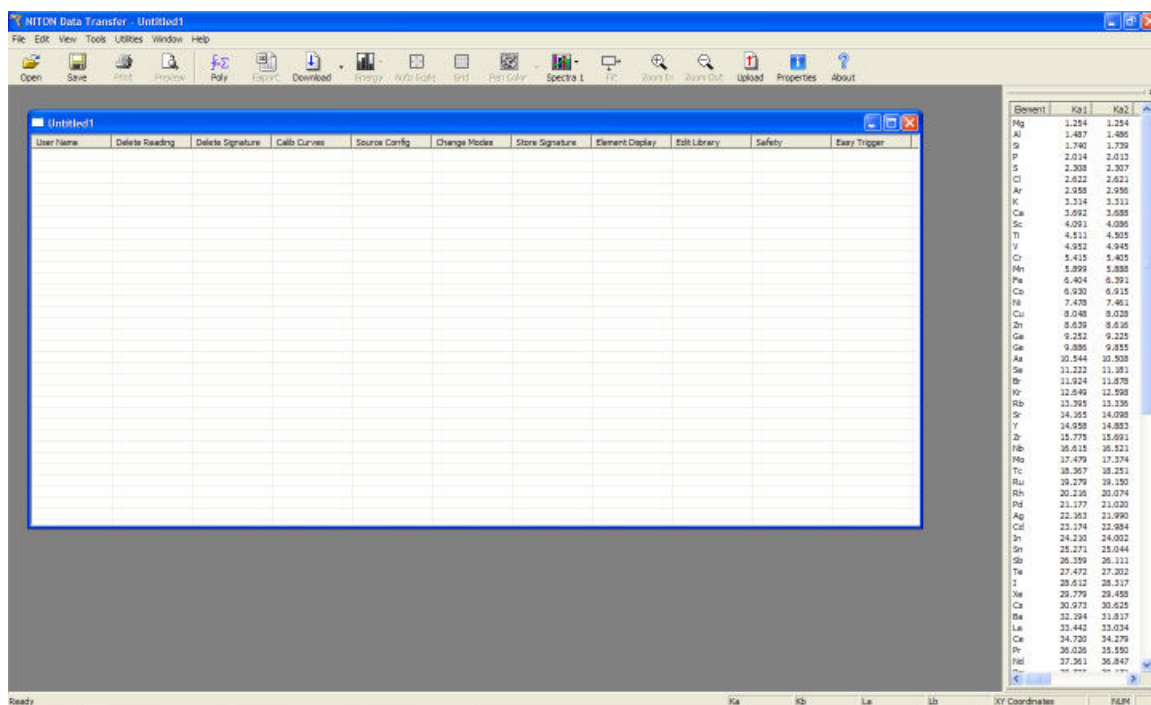 NITON Data Transfer - Untitled1
File Edit View Tools Utilities Window Help
Open Save Print Preview Poly Export Download Energy Auto Scale Grid Pen Color Spectra 1 Fit Zoom In Zoom Out Upload Properties About
Untitled1
User Name Delete Reading Delete Signature Calib Curves Source Config Change Modes Store Signature Element Display Edit Library Safety Easy Trigger
Element Ka1 Ka2
Mg 1.254 1.254
Al 1.487 1.486
Si 1.740 1.739
P 2.014 2.013
S 2.308 2.307
Cl 2.622 2.621
Ar 2.958 2.956
K 3.314 3.311
Ca 3.692 3.688
Sc 4.091 4.086
Ti 4.511 4.505
V 4.952 4.945
Cr 5.415 5.405
Mn 5.899 5.888
Fe 6.404 6.391
Co 6.930 6.915
Ni 7.478 7.461
Cu 8.048 8.028
Zn 8.639 8.616
Ga 9.252 9.225
Ge 9.886 9.855
As 10.544 10.508
Se 11.222 11.181
Br 11.924 11.878
Kr 12.649 12.598
Rb 13.395 13.336
Sr 14.165 14.098
Y 14.958 14.883
Zr 15.775 15.691
Nb 16.615 16.521
Mo 17.479 17.374
Tc 18.367 18.251
Ru 19.279 19.150
Rh 20.216 20.074
Pd 21.177 21.020
Ag 22.163 21.990
Cd 23.174 22.984
In 24.210 24.002
Sn 25.271 25.044
Sb 26.359 26.111
Te 27.472 27.202
I 28.612 28.317
Xe 29.779 29.458
Cs 30.973 30.625
Ba 32.194 31.817
La 33.442 33.034
Ce 34.720 34.279
Pr 36.026 35.550
Nd 37.361 36.847
Ready Ka Kb La Lb XY Coordinates NUM